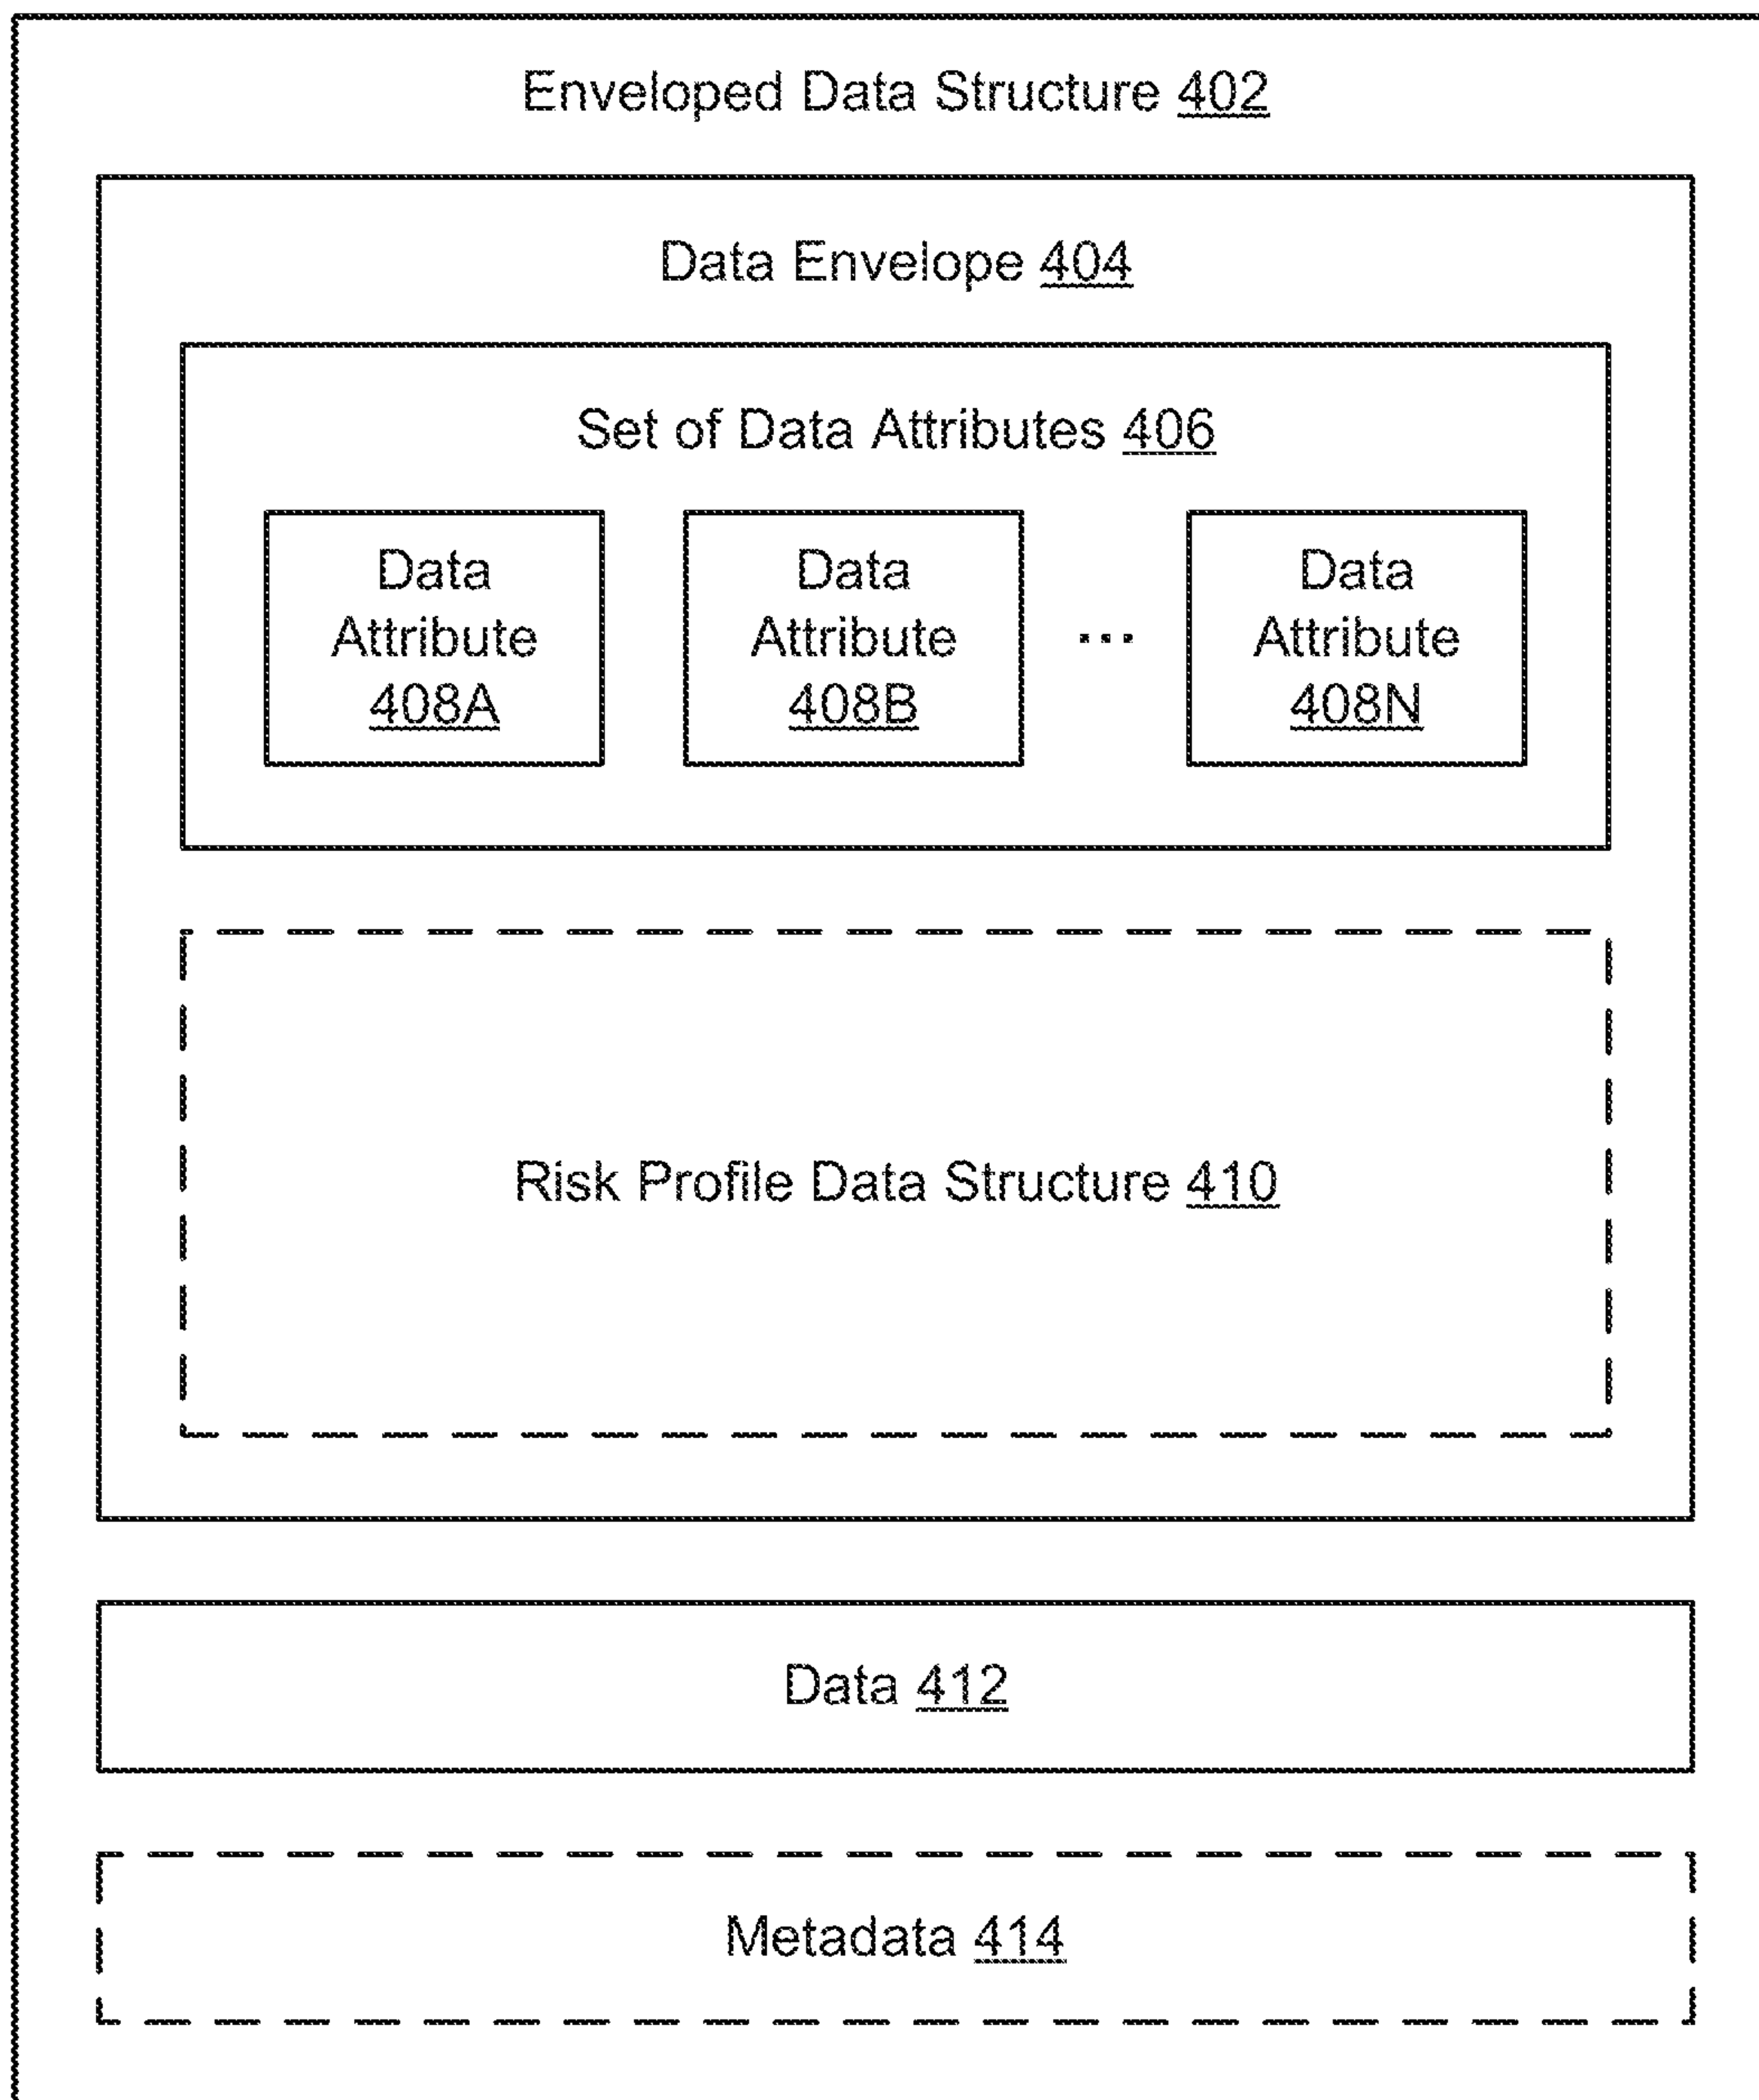 Enveloped Data Structure 402
Data Envelope 404
Set of Data Attributes 406
Data
Attribute
408A
Data
Attribute
408B
...
Data
Attribute
408N
Risk Profile Data Structure 410
Data 412
Metadata 414